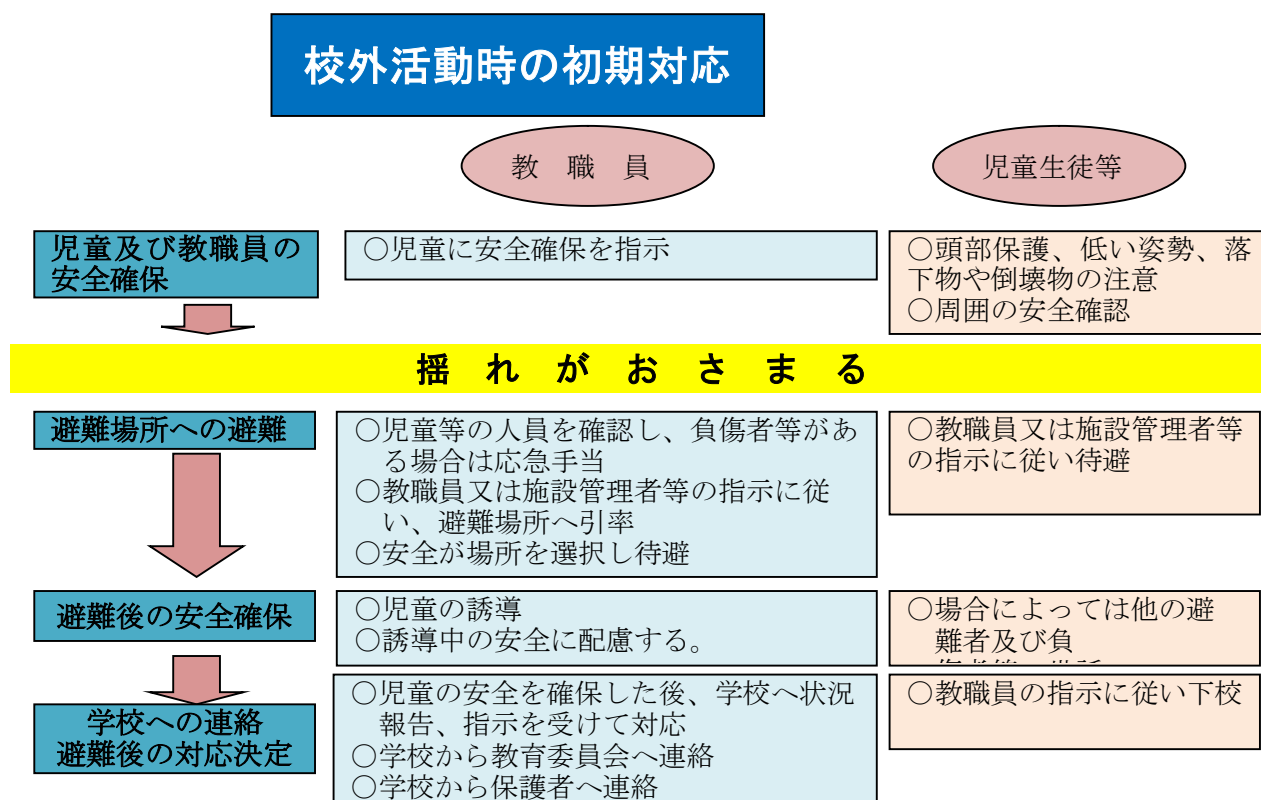 校外活動時の初期対応
教 職 員
児童生徒等
児童及び教職員の
安全確保
○児童に安全確保を指示
○頭部保護、低い姿勢、落
下物や倒壊物の注意
○周囲の安全確認
揺 れ が お さ ま る
避難場所への避難
○児童等の人員を確認し、負傷者等があ
る場合は応急手当
○教職員又は施設管理者等の指示に従
い、避難場所へ引率
○安全が場所を選択し待避
○教職員又は施設管理者等
の指示に従い待避
避難後の安全確保
○児童の誘導
○誘導中の安全に配慮する。
○場合によっては他の避
難者及び負
学校への連絡
避難後の対応決定
○児童の安全を確保した後、学校へ状況
報告、指示を受けて対応
○学校から教育委員会へ連絡
○学校から保護者へ連絡
○教職員の指示に従い下校